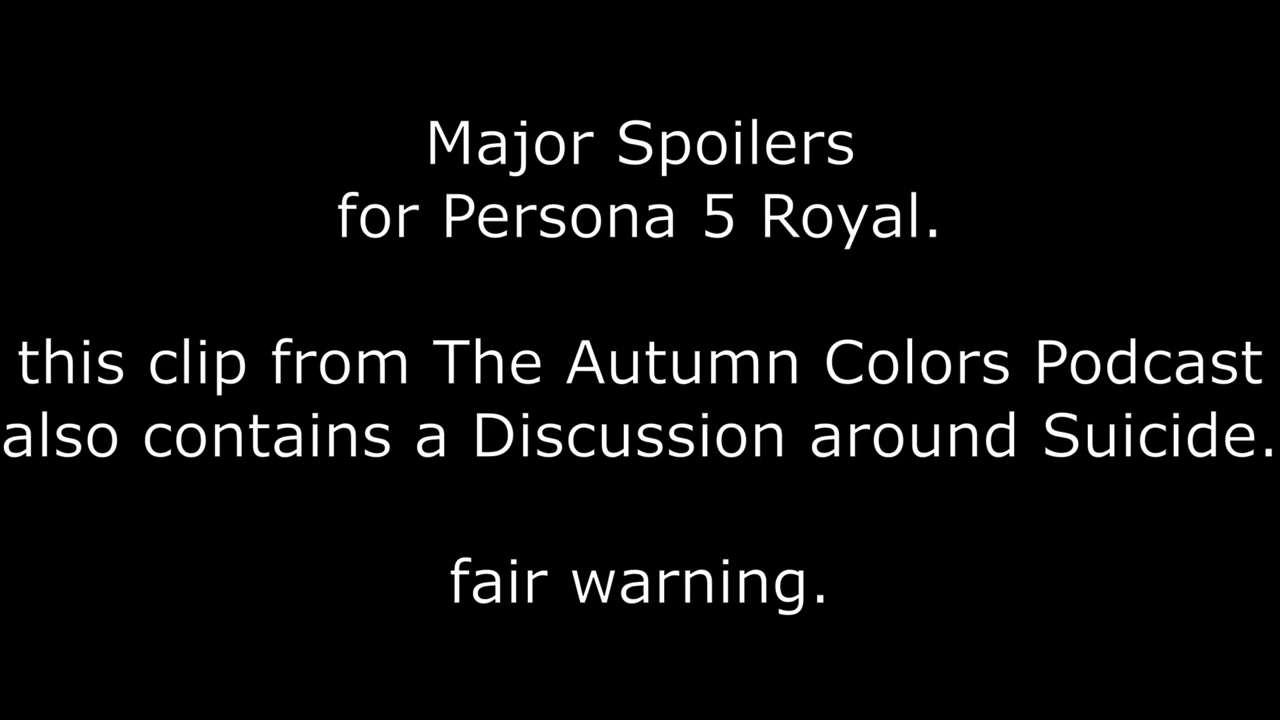 Major Spoilers
for Persona 5 Royal.
this clip from The Autumn Colors Podcast
also contains a Discussion around Suicide.
fair warning.